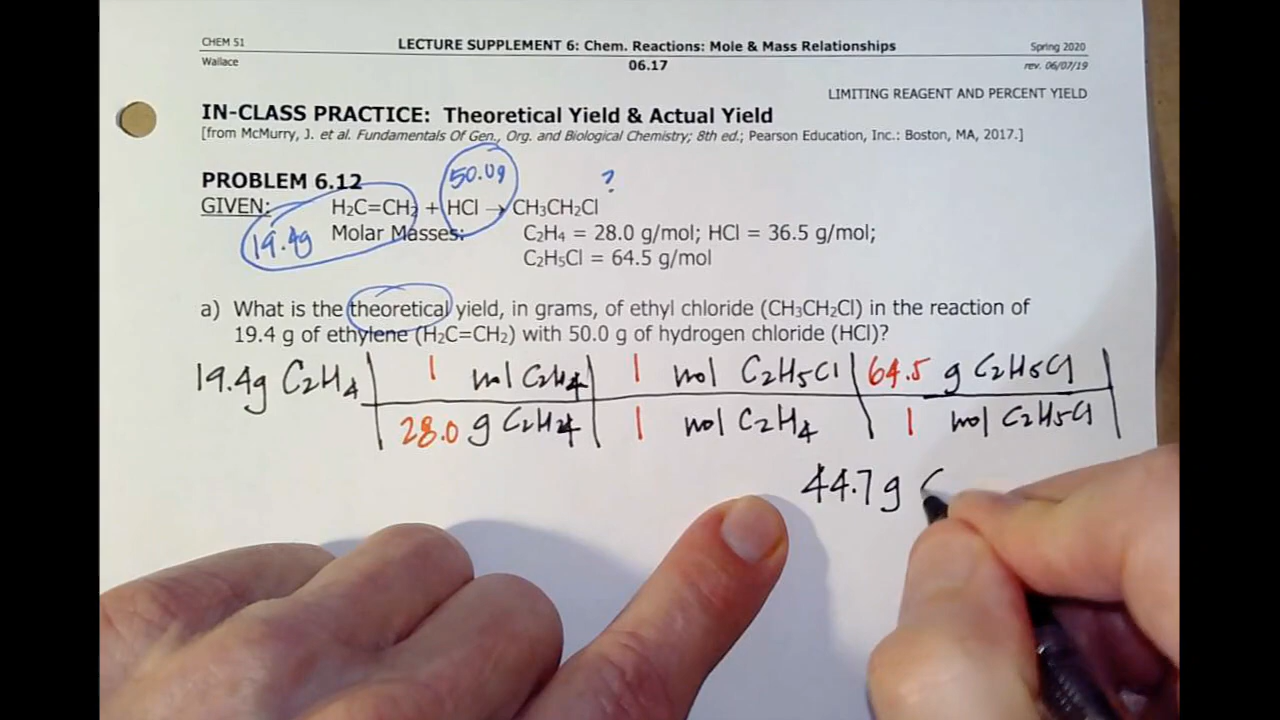 CHEM 51 LECTURE SUPPLEMENT 6: Chem. Reactions: Mole & Mass Relationships Spring 2020
Wallace 06.17 rev. 06/07/19
LIMITING REAGENT AND PERCENT YIELD
IN-CLASS PRACTICE: Theoretical Yield & Actual Yield
[from McMurry, J. et al. Fundamentals Of Gen., Org. and Biological Chemistry; 8th ed.; Pearson Education, Inc.: Boston, MA, 2017.]
50.0g ?
PROBLEM 6.12
GIVEN: H₂C=CH₂ + HCl → CH₃CH₂Cl
19.4g Molar Masses: C₂H₄ = 28.0 g/mol; HCl = 36.5 g/mol;
C₂H₅Cl = 64.5 g/mol
a) What is the theoretical yield, in grams, of ethyl chloride (CH₃CH₂Cl) in the reaction of
19.4 g of ethylene (H₂C=CH₂) with 50.0 g of hydrogen chloride (HCl)?
19.4g C₂H₄ | 1 mol C₂H₄ | 1 mol C₂H₅Cl | 64.5 g C₂H₅Cl |
| 28.0 g C₂H₄ | 1 mol C₂H₄ | 1 mol C₂H₅Cl |
44.7g C